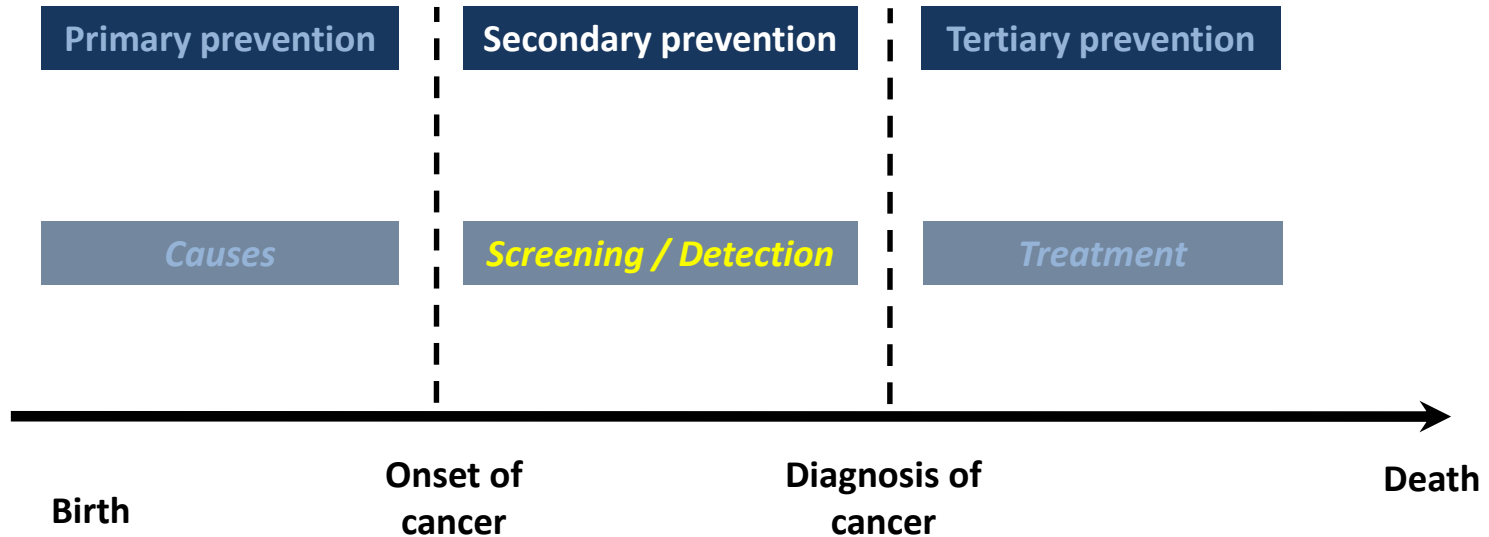 Primary prevention
Secondary prevention
Tertiary prevention
Causes
Screening / Detection
Treatment
Birth
Onset of
cancer
Diagnosis of
cancer
Death